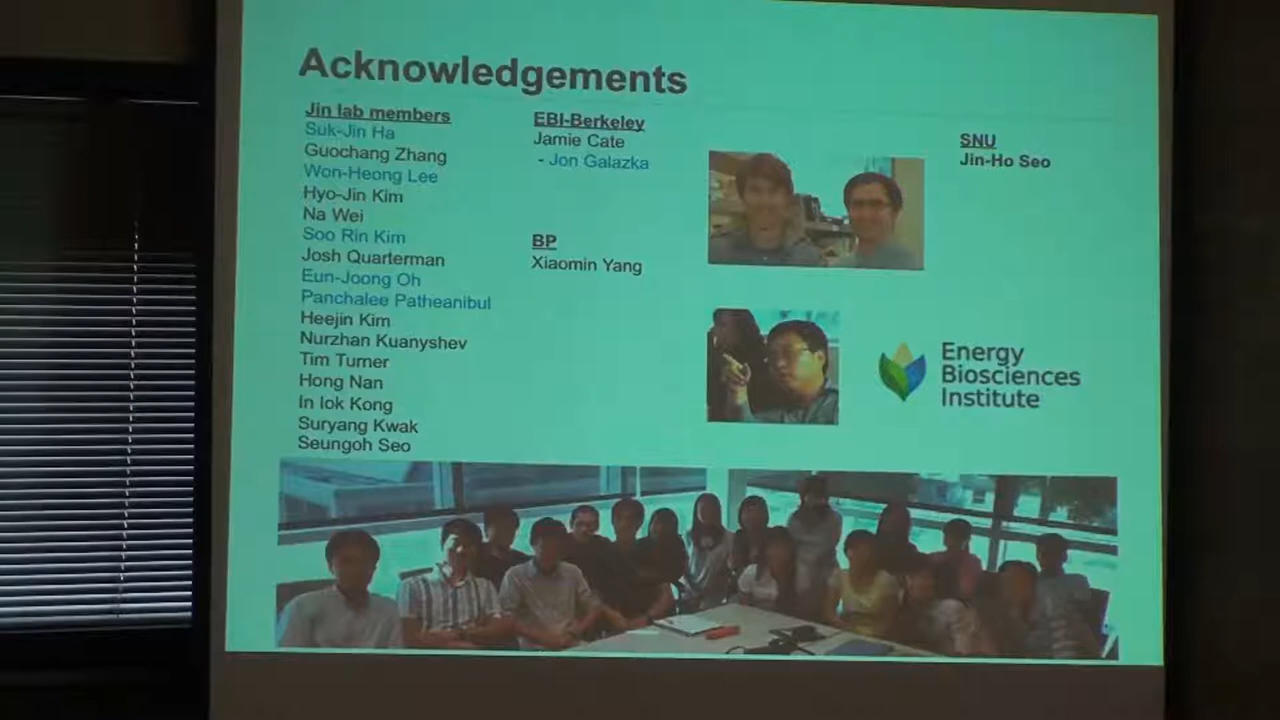 Acknowledgements
Jin lab members
Suk-Jin Ha
Guochang Zhang
Won-Heong Lee
Hyo-Jin Kim
Na Wei
Soo Rin Kim
Josh Quarterman
Eun-Joong Oh
Panchalee Patheanibul
Heejin Kim
Nurzhan Kuanyshev
Tim Turner
Hong Nan
In Iok Kong
Suryang Kwak
Seungoh Seo
EBI-Berkeley
Jamie Cate
- Jon Galazka
BP
Xiaomin Yang
SNU
Jin-Ho Seo
Energy
Biosciences
Institute